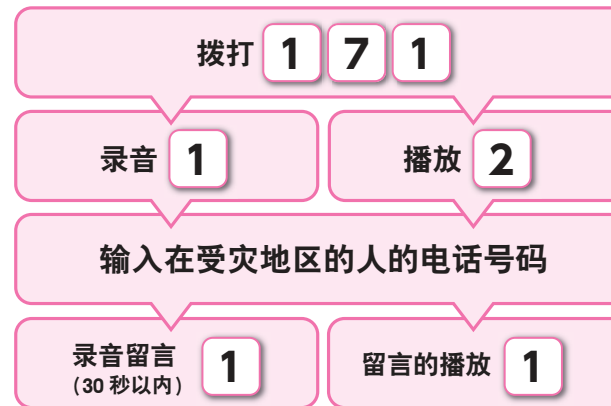 拨打 1 7 1
录音 1
播放 2
输入在受灾地区的人的电话号码
录音留言 1
(30 秒以内)
留言的播放 1